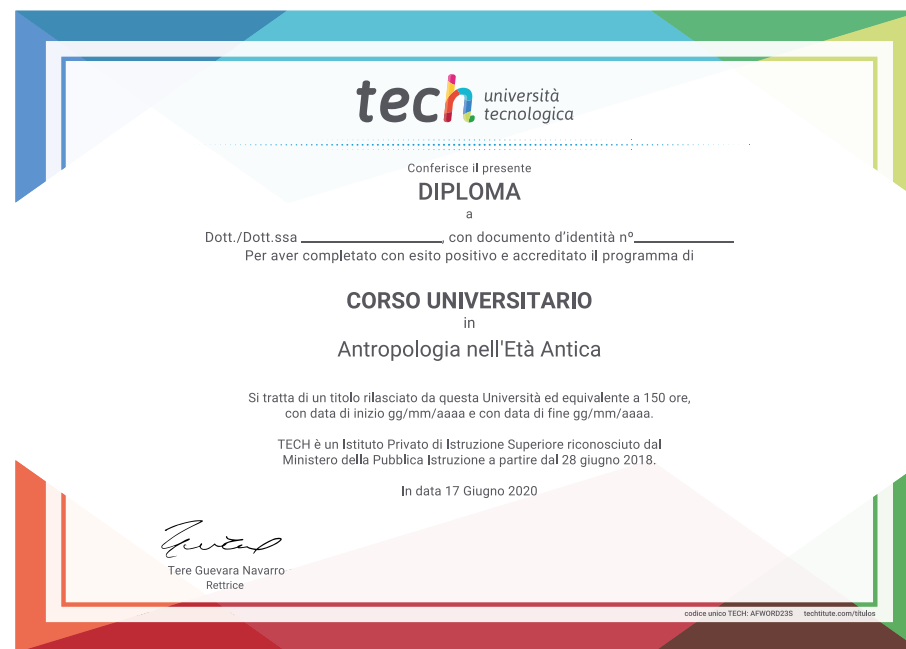 tech università
tecnologica
Conferisce il presente
DIPLOMA
a
Dott./Dott.ssa ____________________, con documento d'identità nº______________
Per aver completato con esito positivo e accreditato il programma di
CORSO UNIVERSITARIO
in
Antropologia nell'Età Antica
Si tratta di un titolo rilasciato da questa Università ed equivalente a 150 ore,
con data di inizio gg/mm/aaaa e con data di fine gg/mm/aaaa.
TECH è un Istituto Privato di Istruzione Superiore riconosciuto dal
Ministero della Pubblica Istruzione a partire dal 28 giugno 2018.
In data 17 Giugno 2020
Tere Guevara Navarro
Rettrice
codice unico TECH: AFWORD23S techtitute.com/titulos